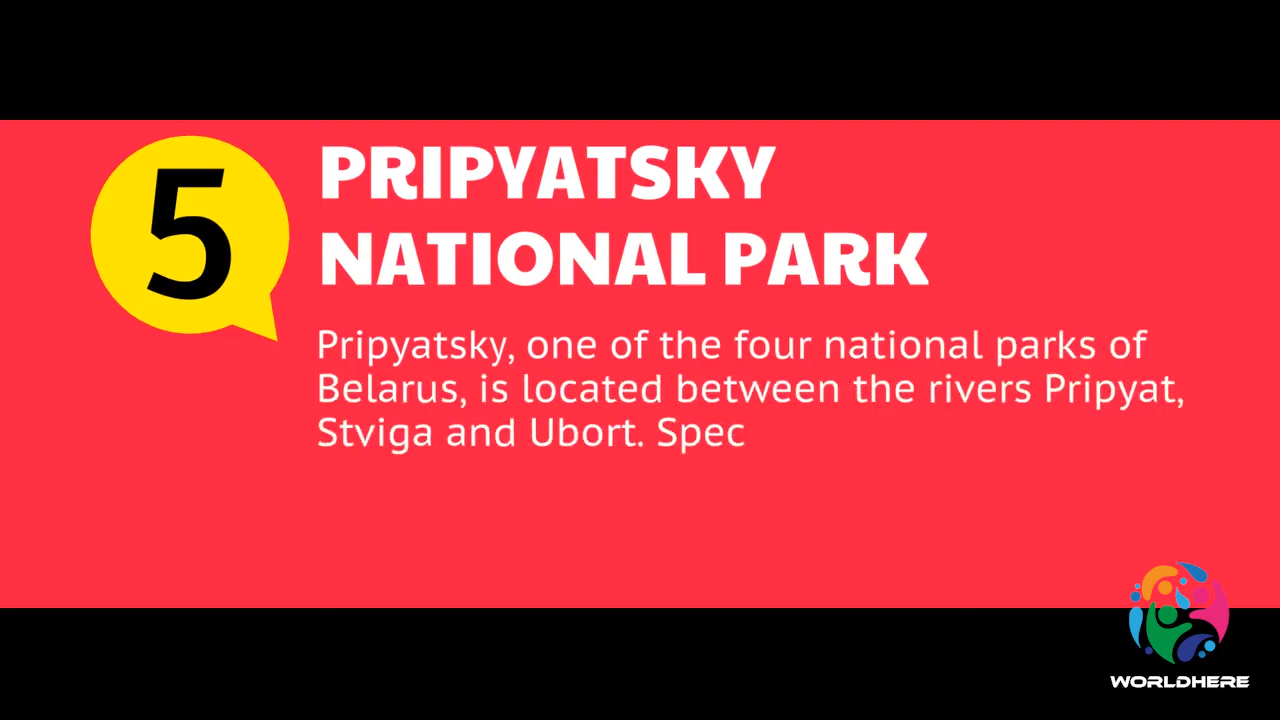 5
PRIPYATSKY
NATIONAL PARK
Pripyatsky, one of the four national parks of
Belarus, is located between the rivers Pripyat,
Stviga and Ubort. Spec
WORLDHERE